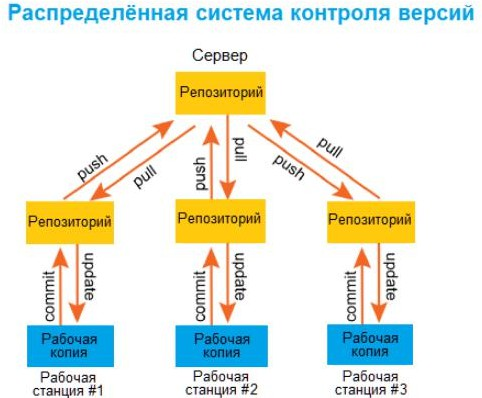 Распределённая система контроля версий
Сервер
Репозиторий
push
pull
push
pull
push
pull
Репозиторий
Репозиторий
Репозиторий
commit
update
commit
update
commit
update
Рабочая
копия
Рабочая
копия
Рабочая
копия
Рабочая
станция #1
Рабочая
станция #2
Рабочая
станция #3